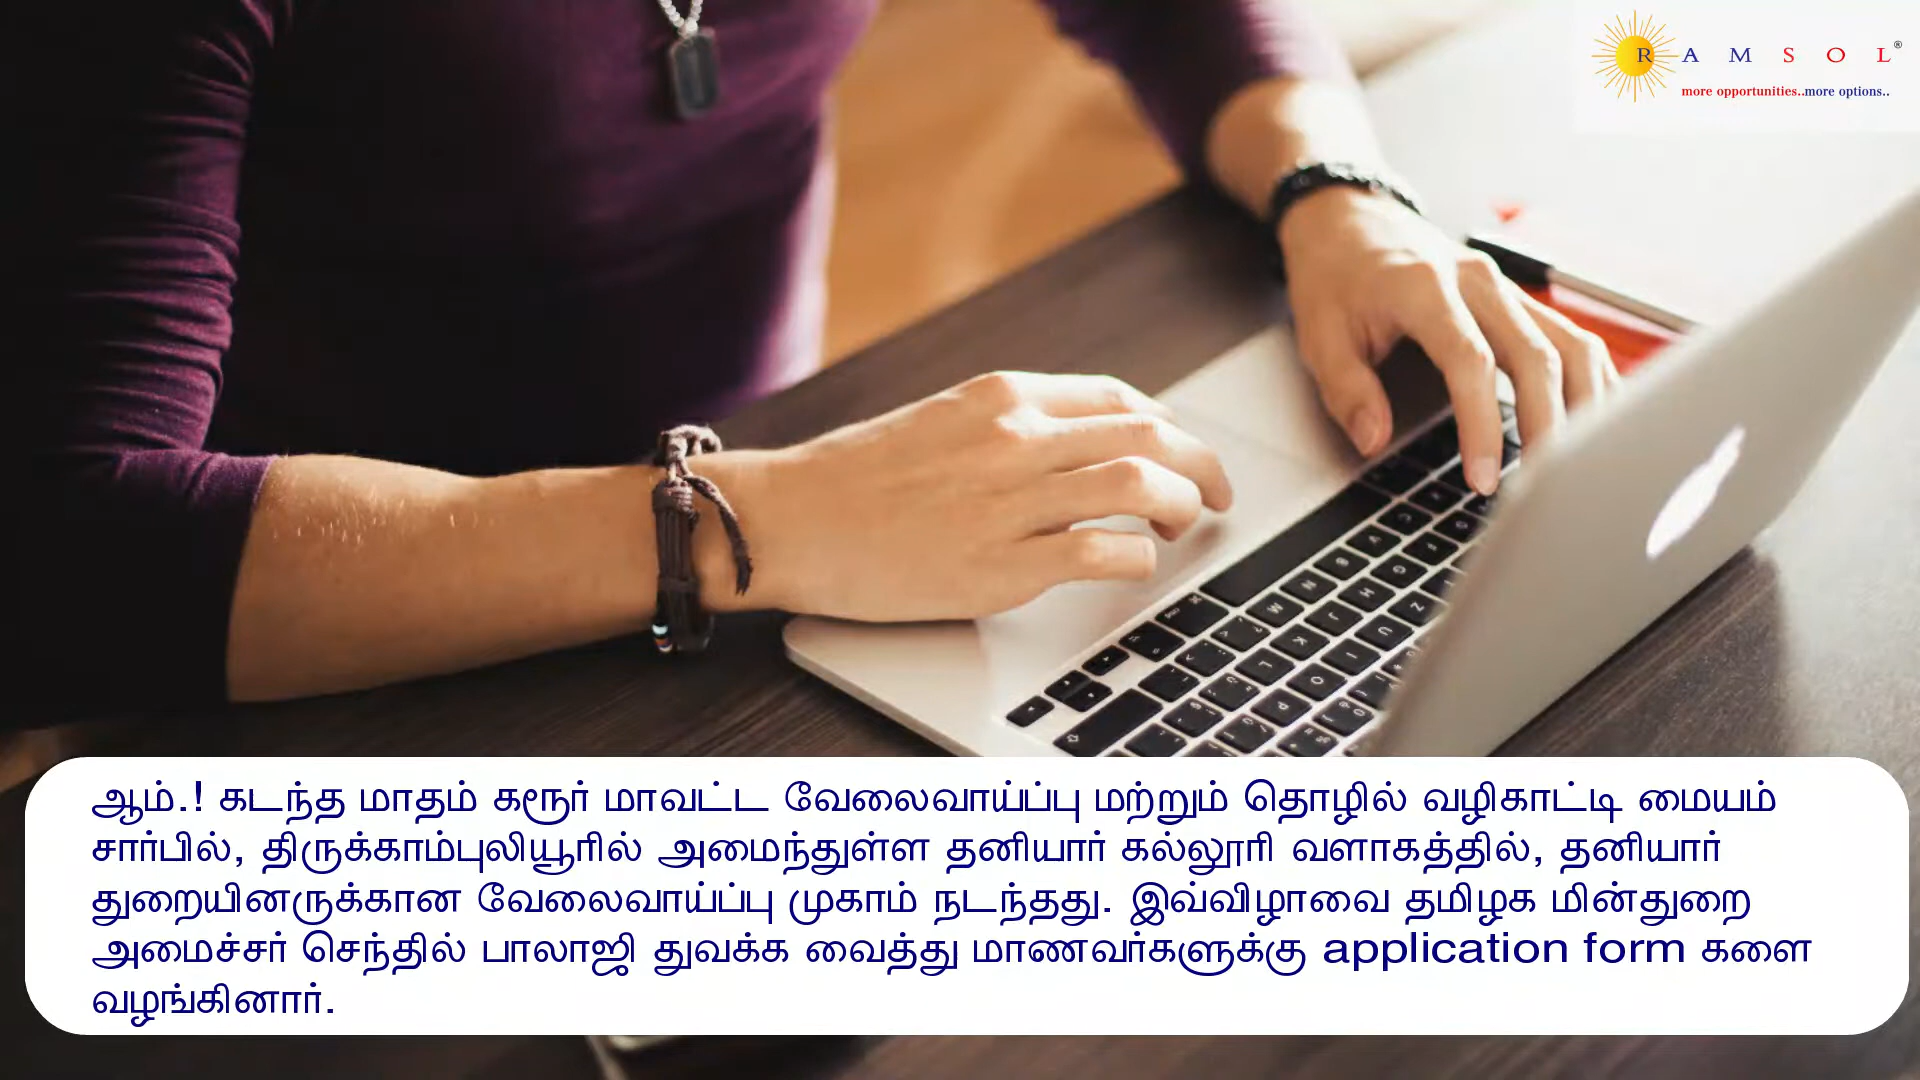 RAMSOL®
more opportunities..more options..
ஆம்.! கடந்த மாதம் கரூர் மாவட்ட வேலைவாய்ப்பு மற்றும் தொழில் வழிகாட்டி மையம்
சார்பில், திருக்காம்புலியூரில் அமைந்துள்ள தனியார் கல்லூரி வளாகத்தில், தனியார்
துறையினருக்கான வேலைவாய்ப்பு முகாம் நடந்தது. இவ்விழாவை தமிழக மின்துறை
அமைச்சர் செந்தில் பாலாஜி துவக்க வைத்து மாணவர்களுக்கு application form களை
வழங்கினார்.